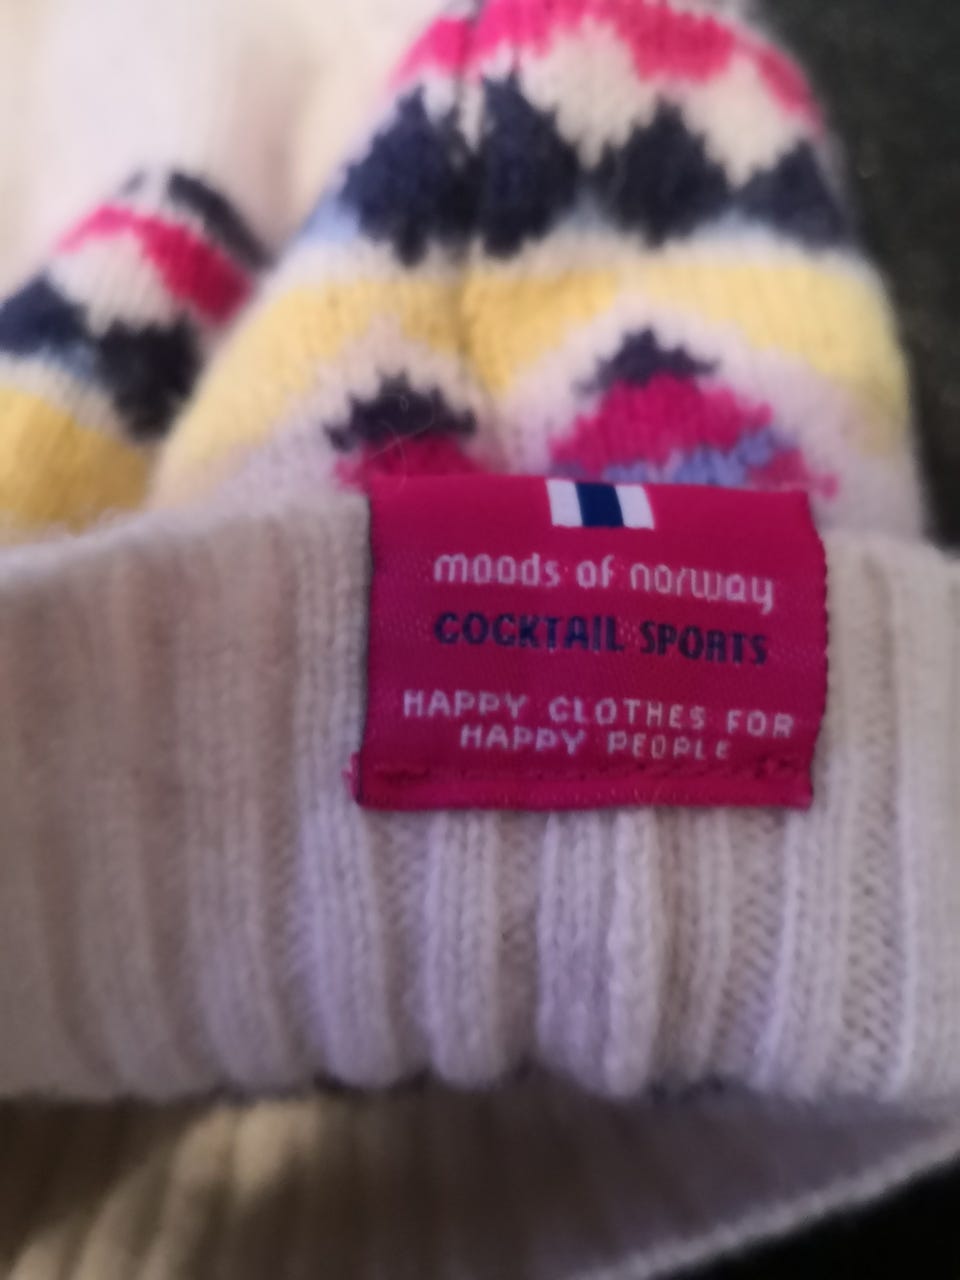 moods of norway
COCKTAIL SPORTS
HAPPY CLOTHES FOR
HAPPY PEOPLE